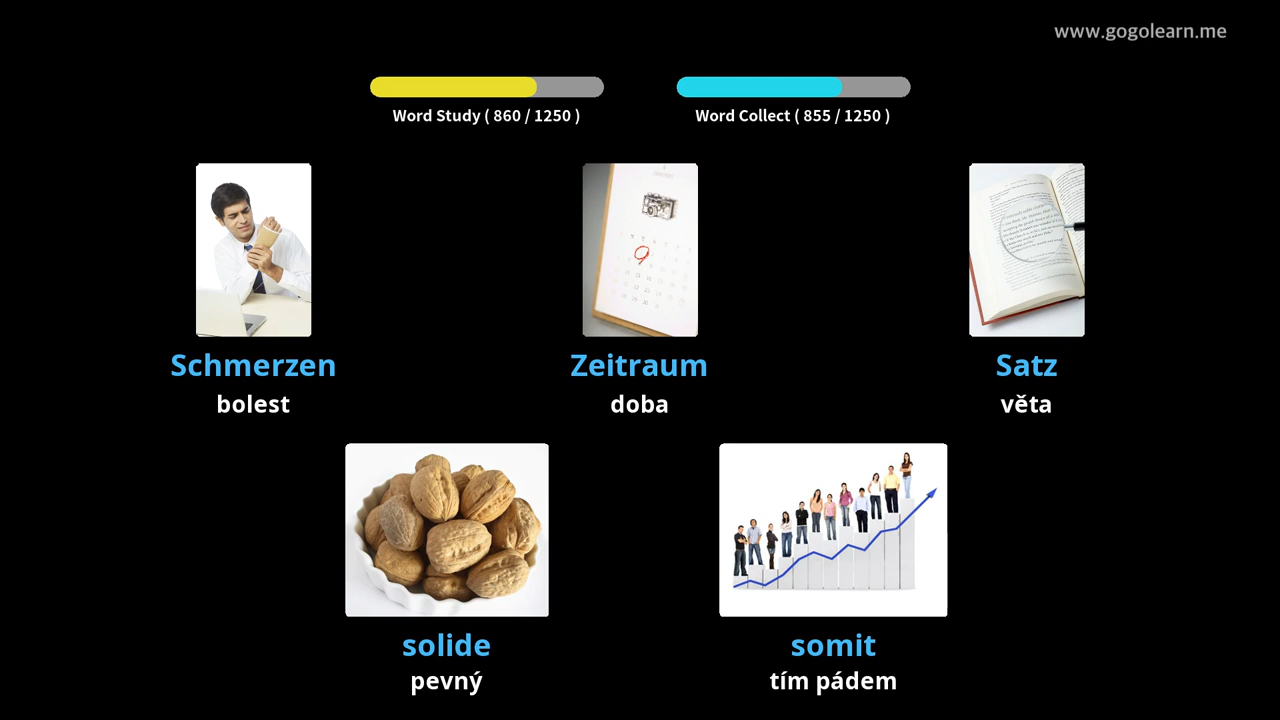 www.gogolearn.me
Word Study ( 860 / 1250 )
Word Collect ( 855 / 1250 )
Schmerzen
bolest
Zeitraum
doba
Satz
věta
solide
pevný
somit
tím pádem